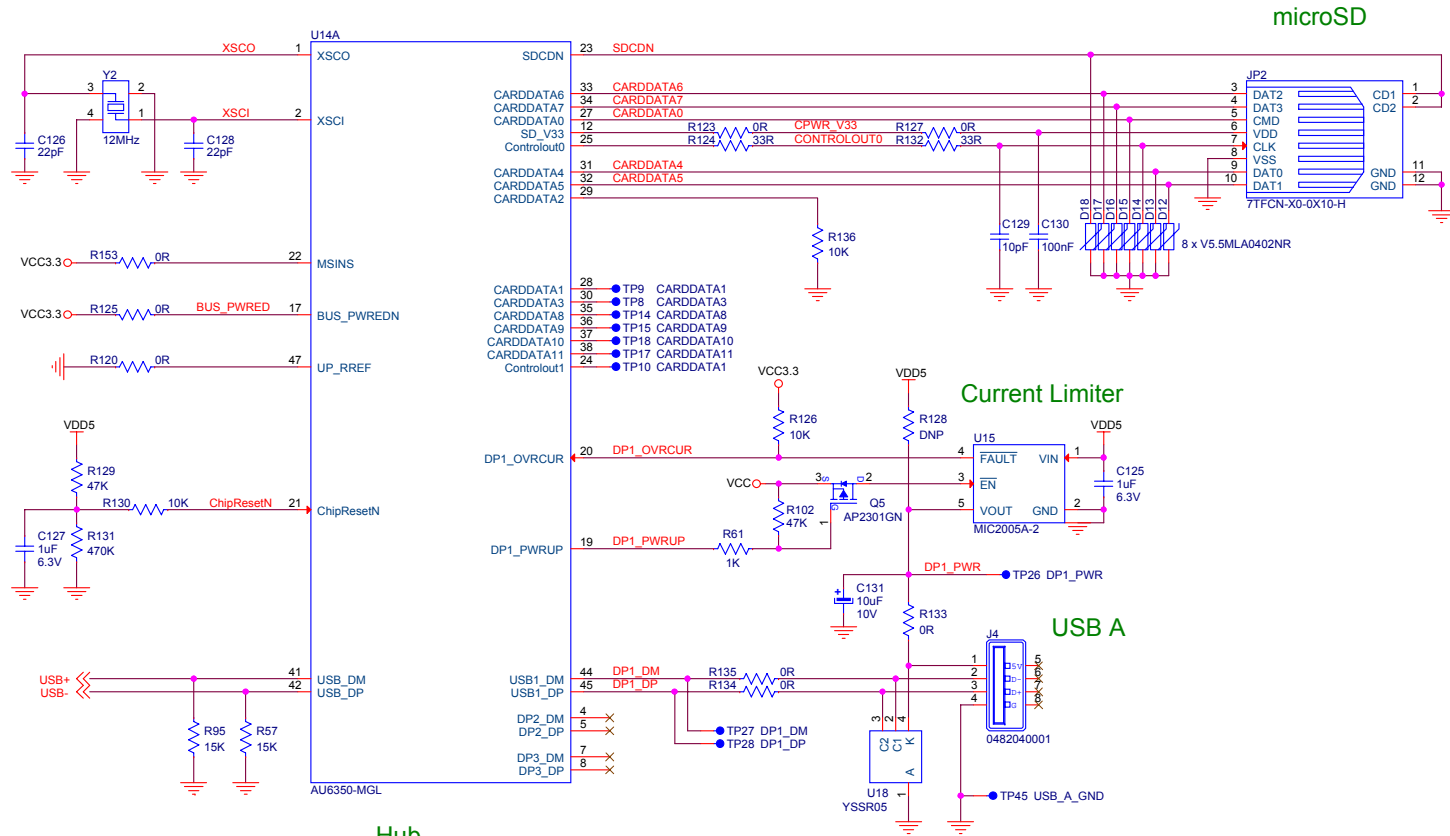 microSD
U14A
XSCO 1 XSCO
SDCDN 23 SDCDN
Y2
3 2
4 1
12MHz
XSCI 2 XSCI
C126
22pF
C128
22pF
CARDDATA6 33 CARDDATA6
CARDDATA7 34 CARDDATA7
CARDDATA0 27 CARDDATA0
SD_V33 12 R123 0R CPWR_V33 R127 0R
Controlout0 25 R124 33R CONTROLOUT0 R132 33R
CARDDATA4 31 CARDDATA4
CARDDATA5 32 CARDDATA5
CARDDATA2 29
JP2
3 DAT2 CD1 1
4 DAT3 CD2 2
5 CMD
6 VDD
7 CLK
8 VSS
9 DAT0 GND 11
10 DAT1 GND 12
7TFCN-X0-0X10-H
R136
10K
C129
10pF
C130
100nF
D18
D17
D16
D15
D14
D13
D12
8 x V5.5MLA0402NR
VCC3.3 R153 0R 22 MSINS
VCC3.3 R125 0R BUS_PWRED 17 BUS_PWREDN
R120 0R 47 UP_RREF
CARDDATA1 28 TP9 CARDDATA1
CARDDATA3 30 TP8 CARDDATA3
CARDDATA8 35 TP14 CARDDATA8
CARDDATA9 36 TP15 CARDDATA9
CARDDATA10 37 TP18 CARDDATA10
CARDDATA11 38 TP17 CARDDATA11
Controlout1 24 TP10 CARDDATA1
VDD5
R129
47K
R130 10K ChipResetN 21 ChipResetN
C127
1uF
6.3V
R131
470K
VCC3.3
R126
10K
VDD5
R128
DNP
Current Limiter
DP1_OVRCUR 20 DP1_OVRCUR
U15
4 FAULT VIN 1
3 EN
5 VOUT GND 2
MIC2005A-2
VDD5
C125
1uF
6.3V
VCC
3 S D 2
G
1
Q5
AP2301GN
R102
47K
DP1_PWRUP 19 DP1_PWRUP R61
1K
DP1_PWR TP26 DP1_PWR
C131
10uF
10V
+
R133
0R
USB A
J4
1 5V 5
2 D- 6
3 D+ 7
4 G 8
0482040001
USB+ 41 USB_DM
USB- 42 USB_DP
R95
15K
R57
15K
USB1_DM 44 DP1_DM R135 0R
USB1_DP 45 DP1_DP R134 0R
DP2_DM 4
DP2_DP 5
DP3_DM 7
DP3_DP 8
TP27 DP1_DM
TP28 DP1_DP
3 2 4
C2 C1 K
A
1
U18
YSSR05
TP45 USB_A_GND
AU6350-MGL
Hub